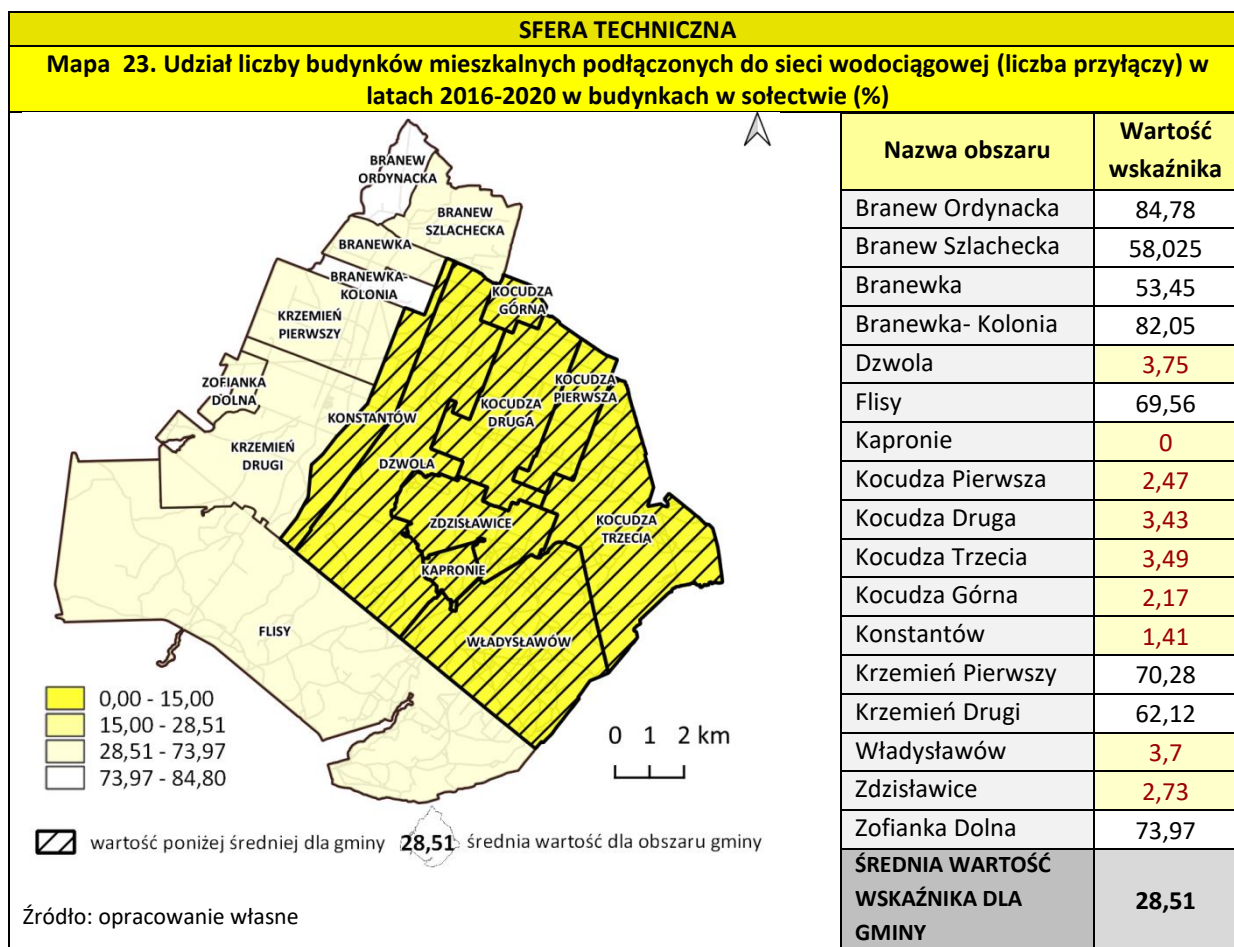 SFERA TECHNICZNA
Mapa 23. Udział liczby budynków mieszkalnych podłączonych do sieci wodociągowej (liczba przyłączy) w
latach 2016-2020 w budynkach w sołectwie (%)
BRANEW
ORDYNACKA
BRANEW
SZLACHECKA
BRANEWKA
BRANEWKA-
KOLONIA
KOCUDZA
GÓRNA
KRZEMIEŃ
PIERWSZY
ZOFIANKA
DOLNA
KOCUDZA
PIERWSZA
KOCUDZA
DRUGA
KONSTANTÓW
KRZEMIEŃ
DRUGI
DZWOLA
ZDZISŁAWICE
KOCUDZA
TRZECIA
KAPRONIE
FLISY
WŁADYSŁAWÓW
0,00 - 15,00
15,00 - 28,51
28,51 - 73,97
73,97 - 84,80
0 1 2 km
wartość poniżej średniej dla gminy 28,51 średnia wartość dla obszaru gminy
Źródło: opracowanie własne
Nazwa obszaru Wartość
wskaźnika
Branew Ordynacka 84,78
Branew Szlachecka 58,025
Branewka 53,45
Branewka- Kolonia 82,05
Dzwola 3,75
Flisy 69,56
Kapronie 0
Kocudza Pierwsza 2,47
Kocudza Druga 3,43
Kocudza Trzecia 3,49
Kocudza Górna 2,17
Konstantów 1,41
Krzemień Pierwszy 70,28
Krzemień Drugi 62,12
Władysławów 3,7
Zdzisławice 2,73
Zofianka Dolna 73,97
ŚREDNIA WARTOŚĆ
WSKAŹNIKA DLA 28,51
GMINY